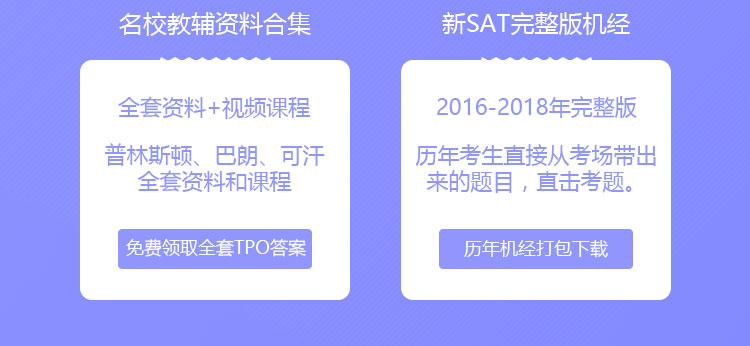 名校教辅资料合集
全套资料+视频课程
普林斯顿、巴朗、可汗
全套资料和课程
免费领取全套TPO答案
新SAT完整版机经
2016-2018年完整版
历年考生直接从考场带出
来的题目，直击考题。
历年机经打包下载